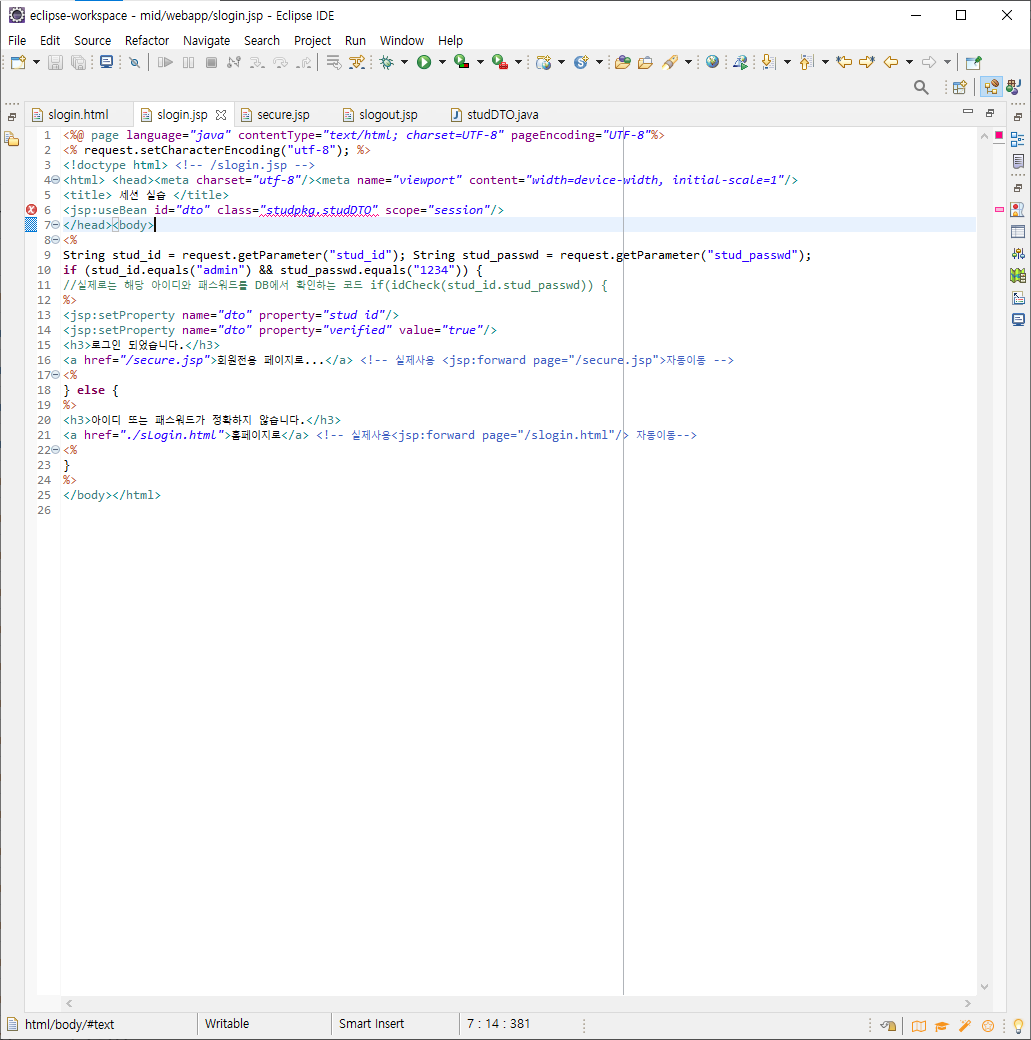 eclipse-workspace - mid/webapp/slogin.jsp - Eclipse IDE
File Edit Source Refactor Navigate Search Project Run Window Help
slogin.html slogin.jsp secure.jsp slogout.jsp studDTO.java
1 <%@ page language="java" contentType="text/html; charset=UTF-8" pageEncoding="UTF-8"%>
2 <% request.setCharacterEncoding("utf-8"); %>
3 <!doctype html> <!-- /slogin.jsp -->
4 <html> <head><meta charset="utf-8"/><meta name="viewport" content="width=device-width, initial-scale=1"/>
5 <title> 세션 실습 </title>
6 <jsp:useBean id="dto" class="studpkg.studDTO" scope="session"/>
7 </head><body>
8 <%
9 String stud_id = request.getParameter("stud_id"); String stud_passwd = request.getParameter("stud_passwd");
10 if (stud_id.equals("admin") && stud_passwd.equals("1234")) {
11 //실제로는 해당 아이디와 패스워드를 DB에서 확인하는 코드 if(idCheck(stud_id.stud_passwd)) {
12 %>
13 <jsp:setProperty name="dto" property="stud id"/>
14 <jsp:setProperty name="dto" property="verified" value="true"/>
15 <h3>로그인 되었습니다.</h3>
16 <a href="/secure.jsp">회원전용 페이지로...</a> <!-- 실제사용 <jsp:forward page="/secure.jsp">자동이동 -->
17 <%
18 } else {
19 %>
20 <h3>아이디 또는 패스워드가 정확하지 않습니다.</h3>
21 <a href="./sLogin.html">홈페이지로</a> <!-- 실제사용<jsp:forward page="/slogin.html"/> 자동이동-->
22 <%
23 }
24 %>
25 </body></html>
26
html/body/#text Writable Smart Insert 7 : 14 : 381